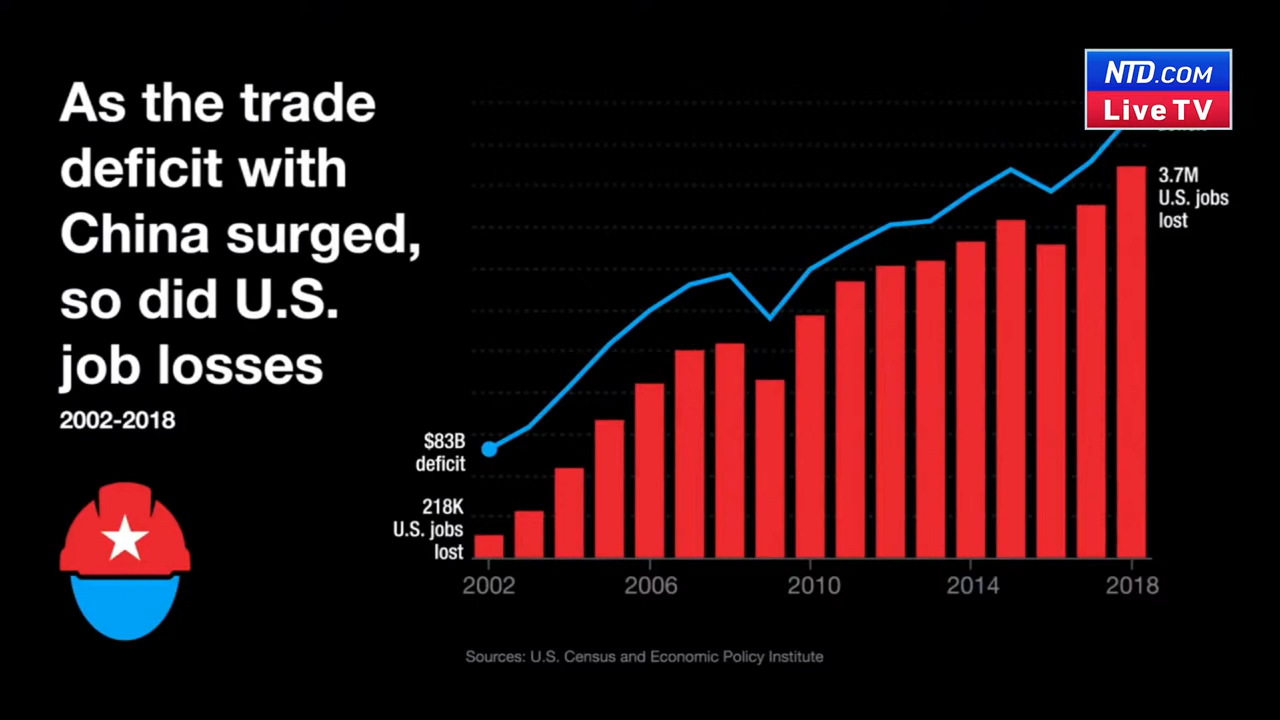 As the trade
deficit with
China surged,
so did U.S.
job losses
2002-2018
NTD.COM
Live TV
3.7M
U.S. jobs
lost
$83B
deficit
218K
U.S. jobs
lost
2002
2006
2010
2014
2018
Sources: U.S. Census and Economic Policy Institute